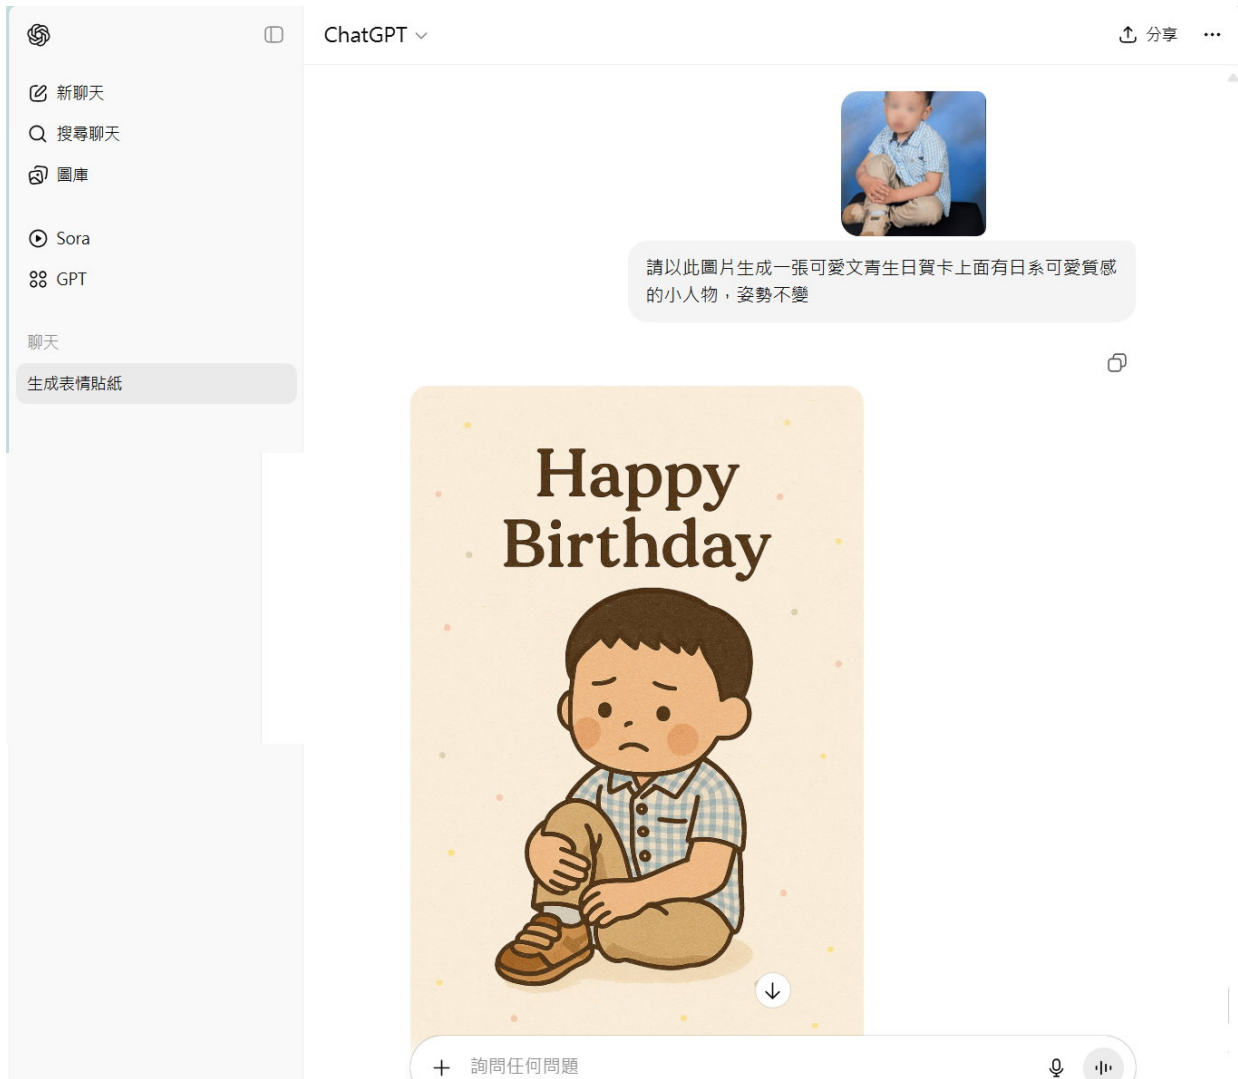 ChatGPT
分享
新聊天
搜尋聊天
圖庫
Sora
GPT
聊天
生成表情貼紙
請以此圖片生成一張可愛文青生日賀卡上面有日系可愛質感
的小人物，姿勢不變
Happy
Birthday
詢問任何問題